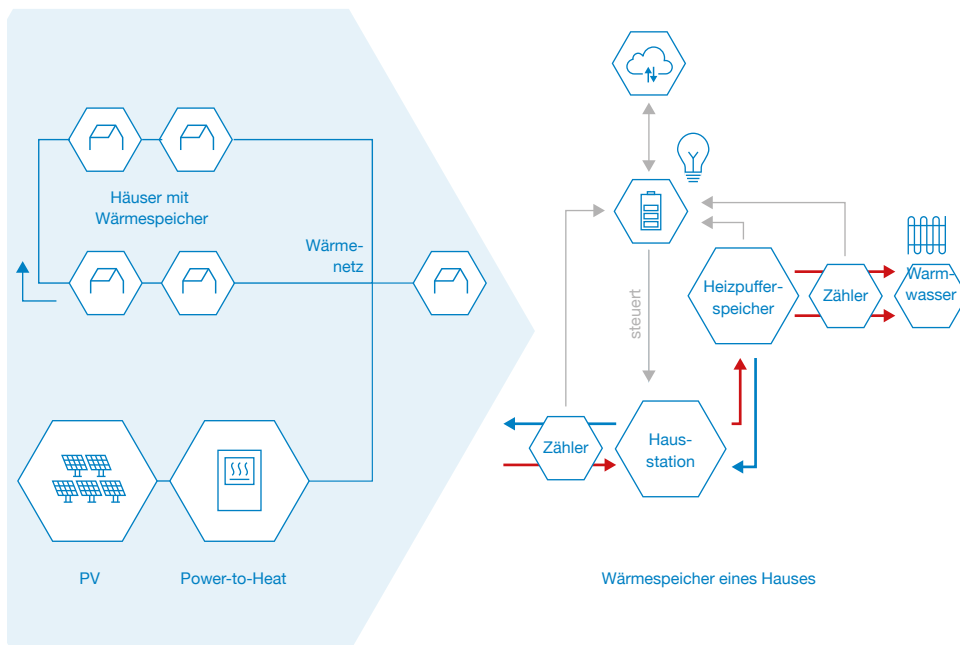 Häuser mit
Wärmespeicher
Wärme-
netz
PV
Power-to-Heat
steuert
Heizpuffer-
speicher
Zähler
Warm-
wasser
Zähler
Haus-
station
Wärmespeicher eines Hauses